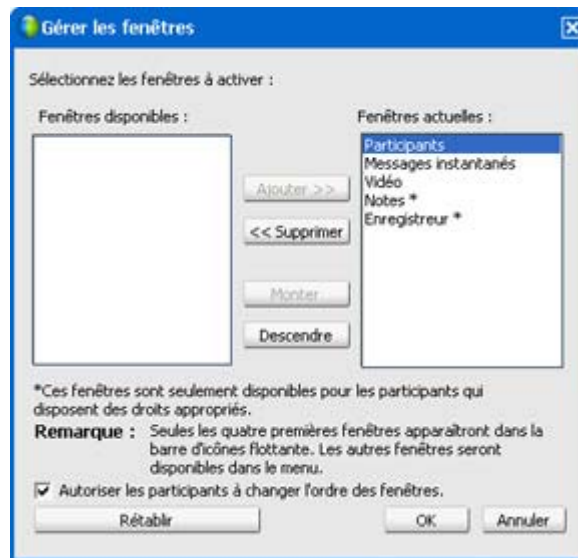 Gérer les fenêtres
Sélectionnez les fenêtres à activer :
Fenêtres disponibles :
Fenêtres actuelles :
Participants
Messages instantanés
Vidéo
Notes *
Enregistreur *
Ajouter >>
<< Supprimer
Monter
Descendre
*Ces fenêtres sont seulement disponibles pour les participants qui
disposent des droits appropriés.
Remarque : Seules les quatre premières fenêtres apparaîtront dans la
barre d'icônes flottante. Les autres fenêtres seront
disponibles dans le menu.
Autoriser les participants à changer l'ordre des fenêtres.
Rétablir
OK
Annuler